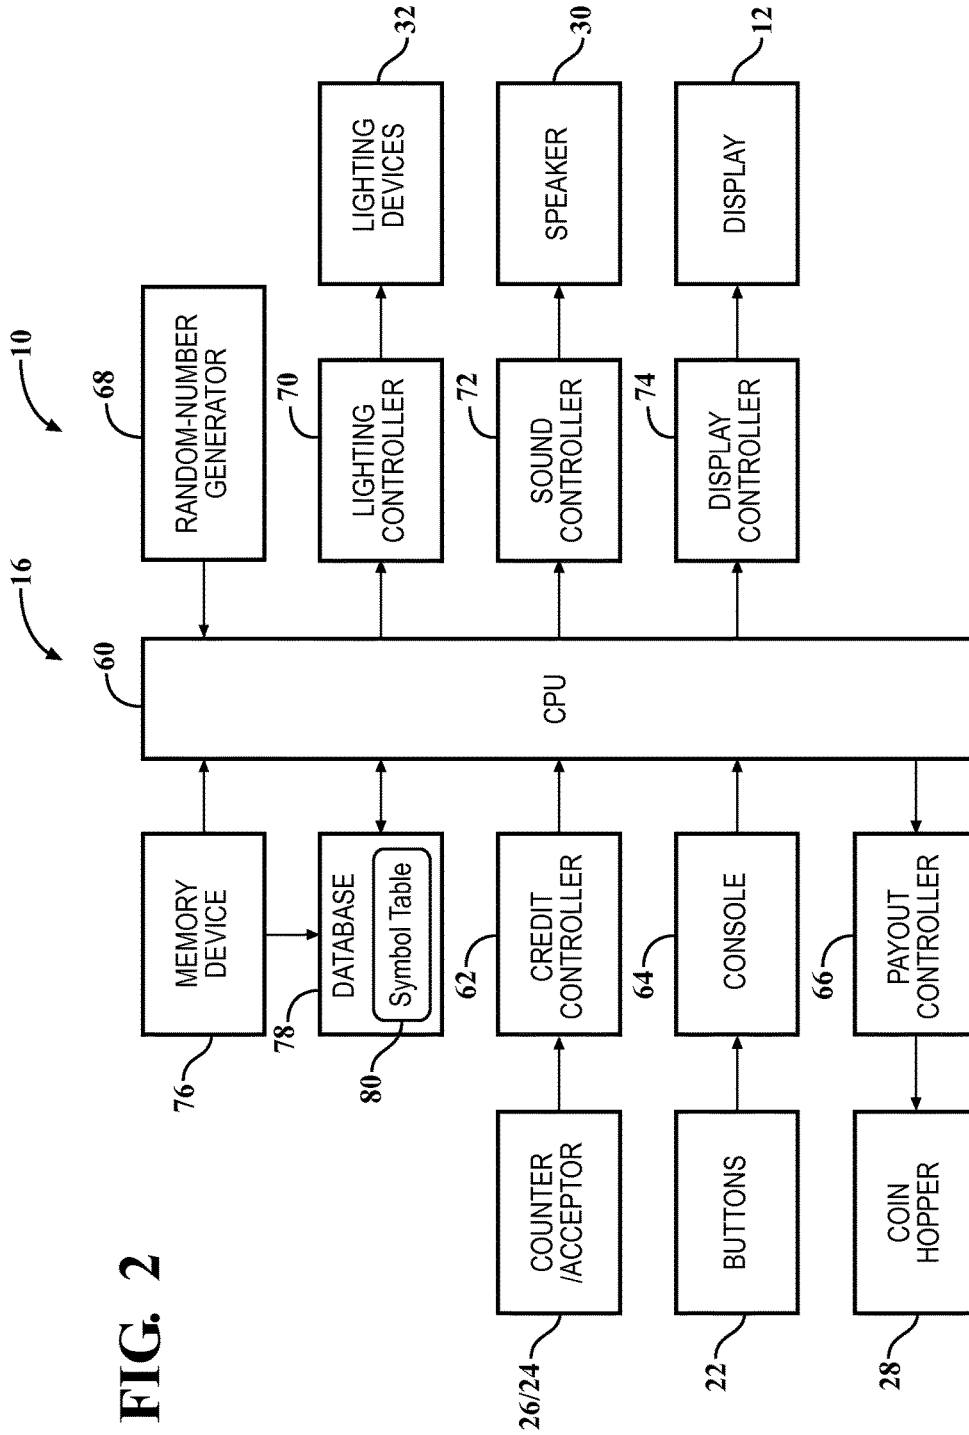 FIG. 2
10
16
76
MEMORY
DEVICE
60
CPU
68
RANDOM-NUMBER
GENERATOR
78
DATABASE
80
Symbol Table
70
LIGHTING
CONTROLLER
32
LIGHTING
DEVICES
26/24
COUNTER
/ACCEPTOR
62
CREDIT
CONTROLLER
72
SOUND
CONTROLLER
30
SPEAKER
22
BUTTONS
64
CONSOLE
74
DISPLAY
CONTROLLER
12
DISPLAY
28
COIN
HOPPER
66
PAYOUT
CONTROLLER